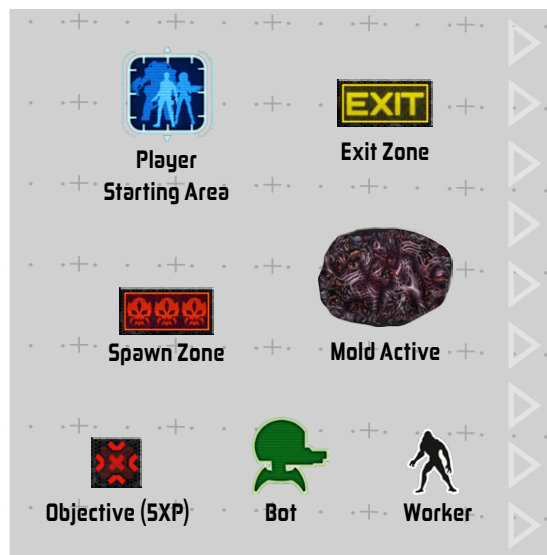 EXIT
Player
Starting Area
Exit Zone
Spawn Zone
Mold Active
Objective (5XP)
Bot
Worker